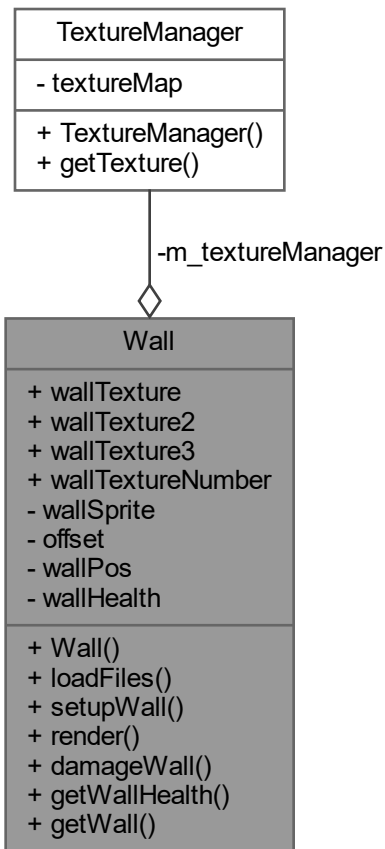 TextureManager
- textureMap
+ TextureManager()
+ getTexture()
-m_textureManager
Wall
+ wallTexture
+ wallTexture2
+ wallTexture3
+ wallTextureNumber
- wallSprite
- offset
- wallPos
- wallHealth
+ Wall()
+ loadFiles()
+ setupWall()
+ render()
+ damageWall()
+ getWallHealth()
+ getWall()